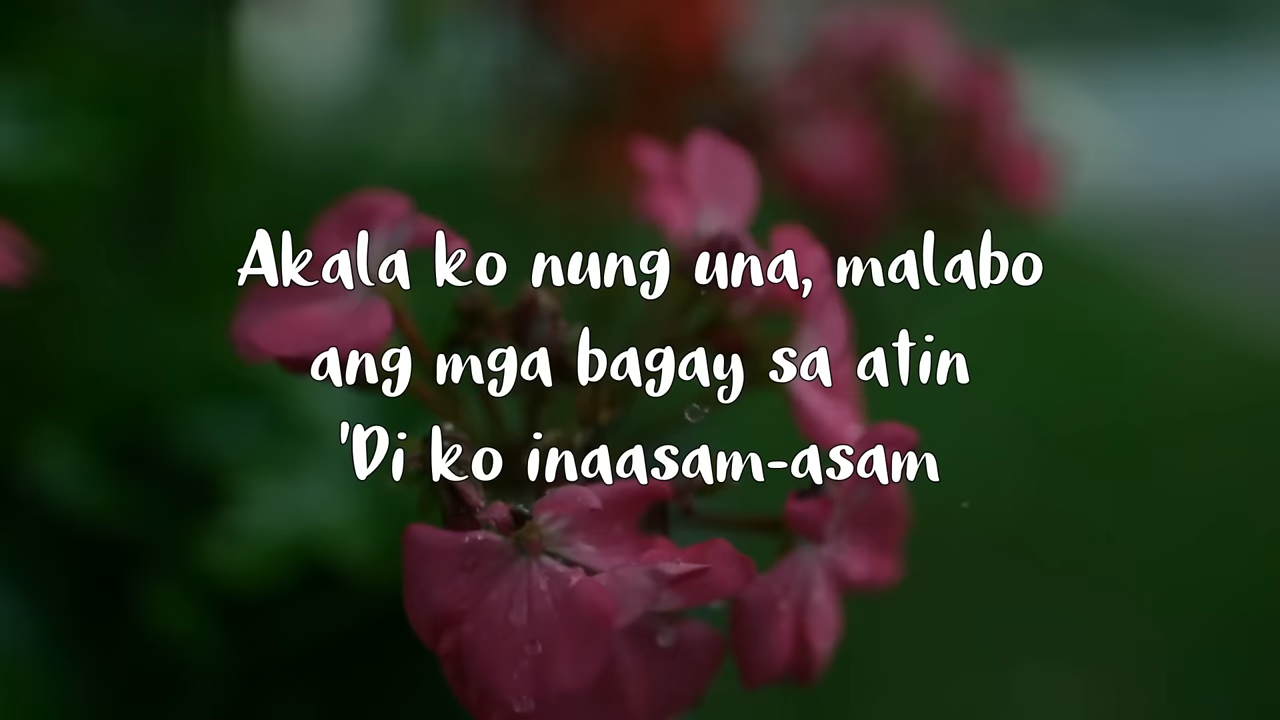 Akala ko nung una, malabo
ang mga bagay sa atin
'Di ko inaasam-asam